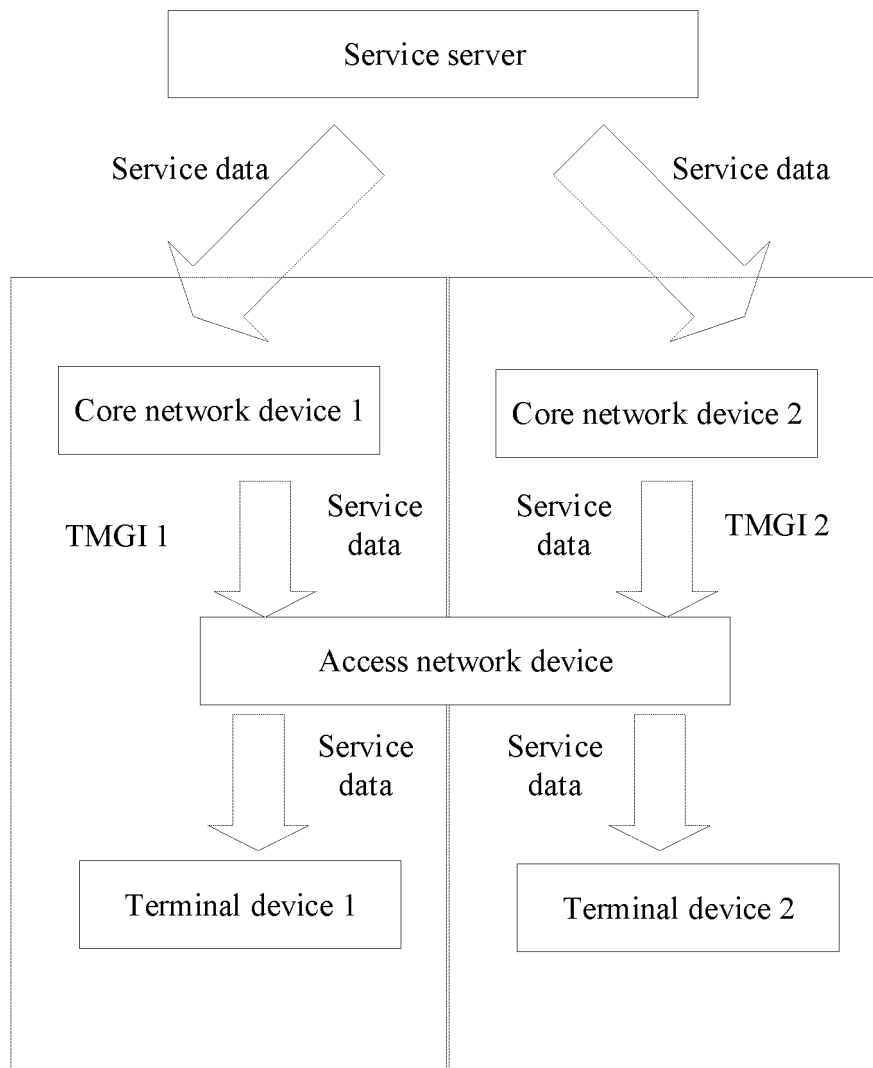 Service server
Service data
Service data
Core network device 1
Core network device 2
TMGI 1
Service
data
Service
data
TMGI 2
Access network device
Service
data
Service
data
Terminal device 1
Terminal device 2